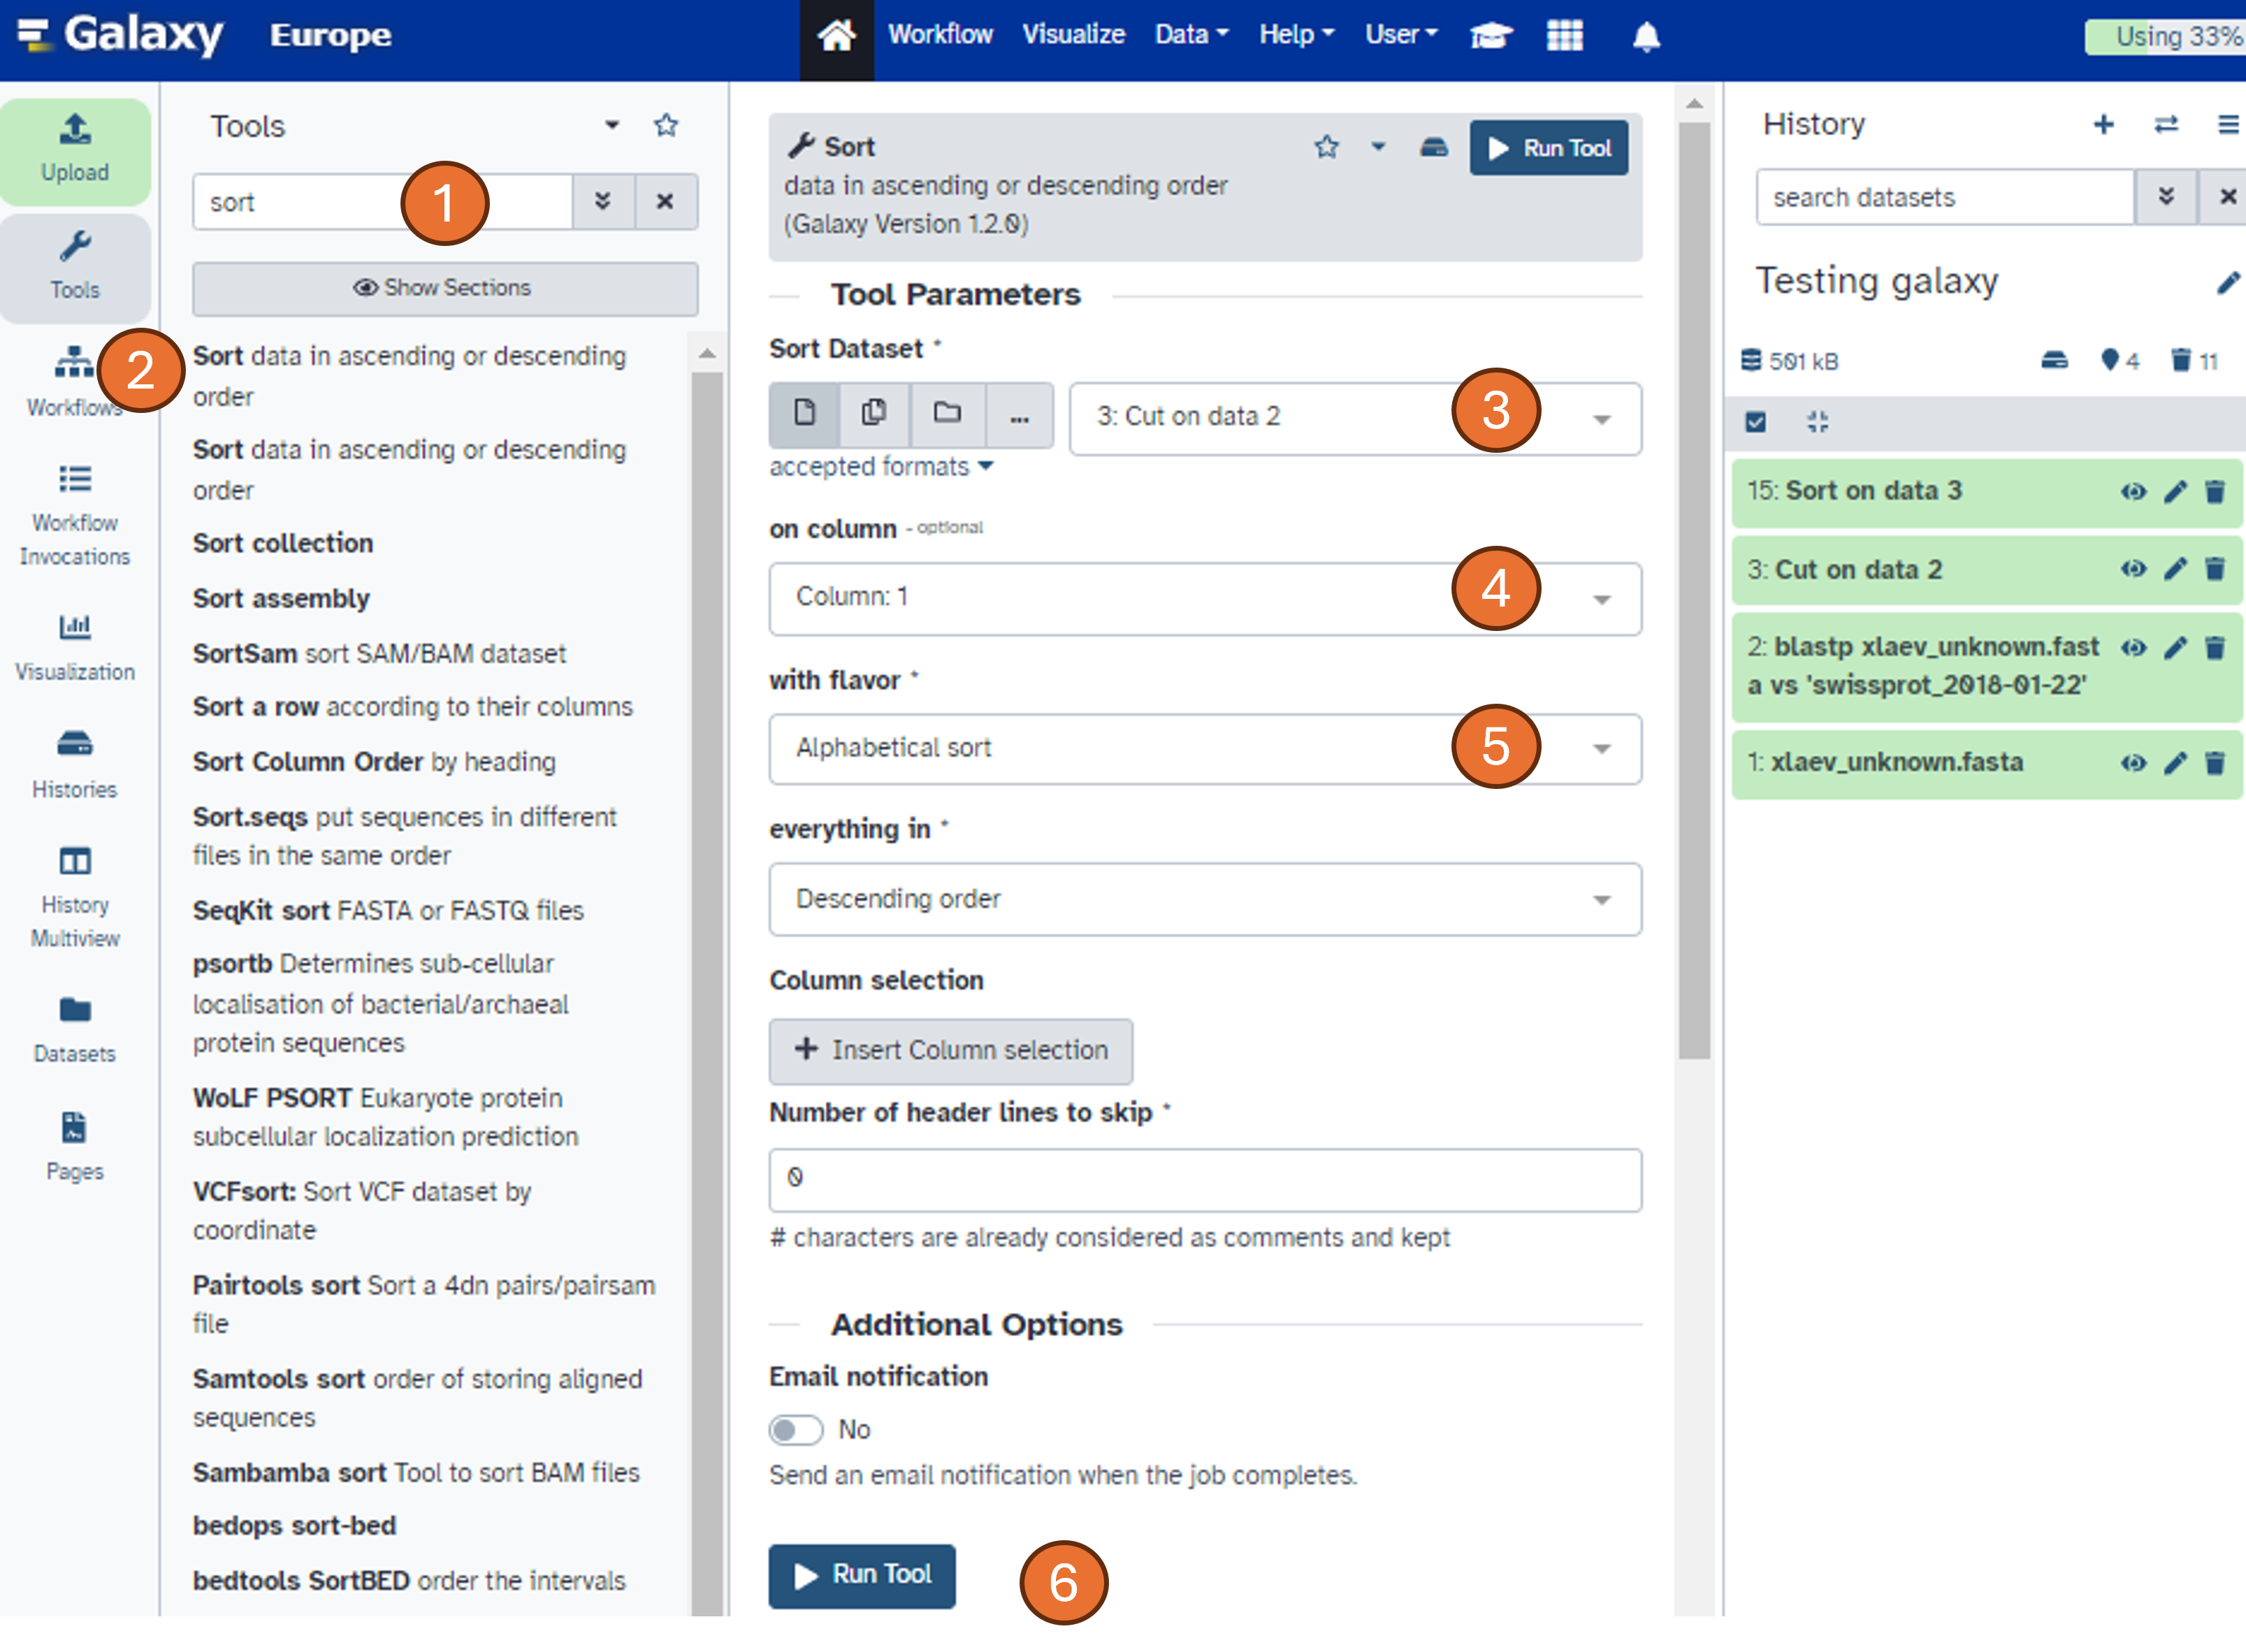 Galaxy Europe
Workflow Visualize Data Help User
Using 33%
Upload
Tools
Workflows
Workflow
Invocations
Visualization
Histories
History
Multiview
Datasets
Pages
Tools
sort
1
Show Sections
2
Sort data in ascending or descending
order
Sort data in ascending or descending
order
Sort collection
Sort assembly
SortSam sort SAM/BAM dataset
Sort a row according to their columns
Sort Column Order by heading
Sort.seqs put sequences in different
files in the same order
SeqKit sort FASTA or FASTQ files
psortb Determines sub-cellular
localisation of bacterial/archaeal
protein sequences
WoLF PSORT Eukaryote protein
subcellular localization prediction
VCFsort: Sort VCF dataset by
coordinate
Pairtools sort Sort a 4dn pairs/pairsam
file
Samtools sort order of storing aligned
sequences
Sambamba sort Tool to sort BAM files
bedops sort-bed
bedtools SortBED order the intervals
Sort
Run Tool
data in ascending or descending order
(Galaxy Version 1.2.0)
Tool Parameters
Sort Dataset *
... 3: Cut on data 2
3
accepted formats
on column - optional
Column: 1
4
with flavor *
Alphabetical sort
5
everything in *
Descending order
Column selection
+ Insert Column selection
Number of header lines to skip *
0
# characters are already considered as comments and kept
Additional Options
Email notification
No
Send an email notification when the job completes.
Run Tool
6
History
search datasets
Testing galaxy
501 kB 4 11
15: Sort on data 3
3: Cut on data 2
2: blastp xlaev_unknown.fast
a vs 'swissprot_2018-01-22'
1: xlaev_unknown.fasta